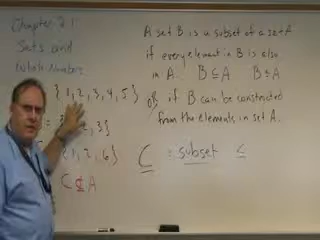 Chapter 2.1
Sets and
Whole Numbers
A set B is a subset of a set A
if every element in B is also
in A. B ⊆ A
or if B can be constructed
from the elements in set A.
{1, 2, 3, 4, 5}
, 3}
, 2, 6}
C ⊈ A
⊂ : subset ≤